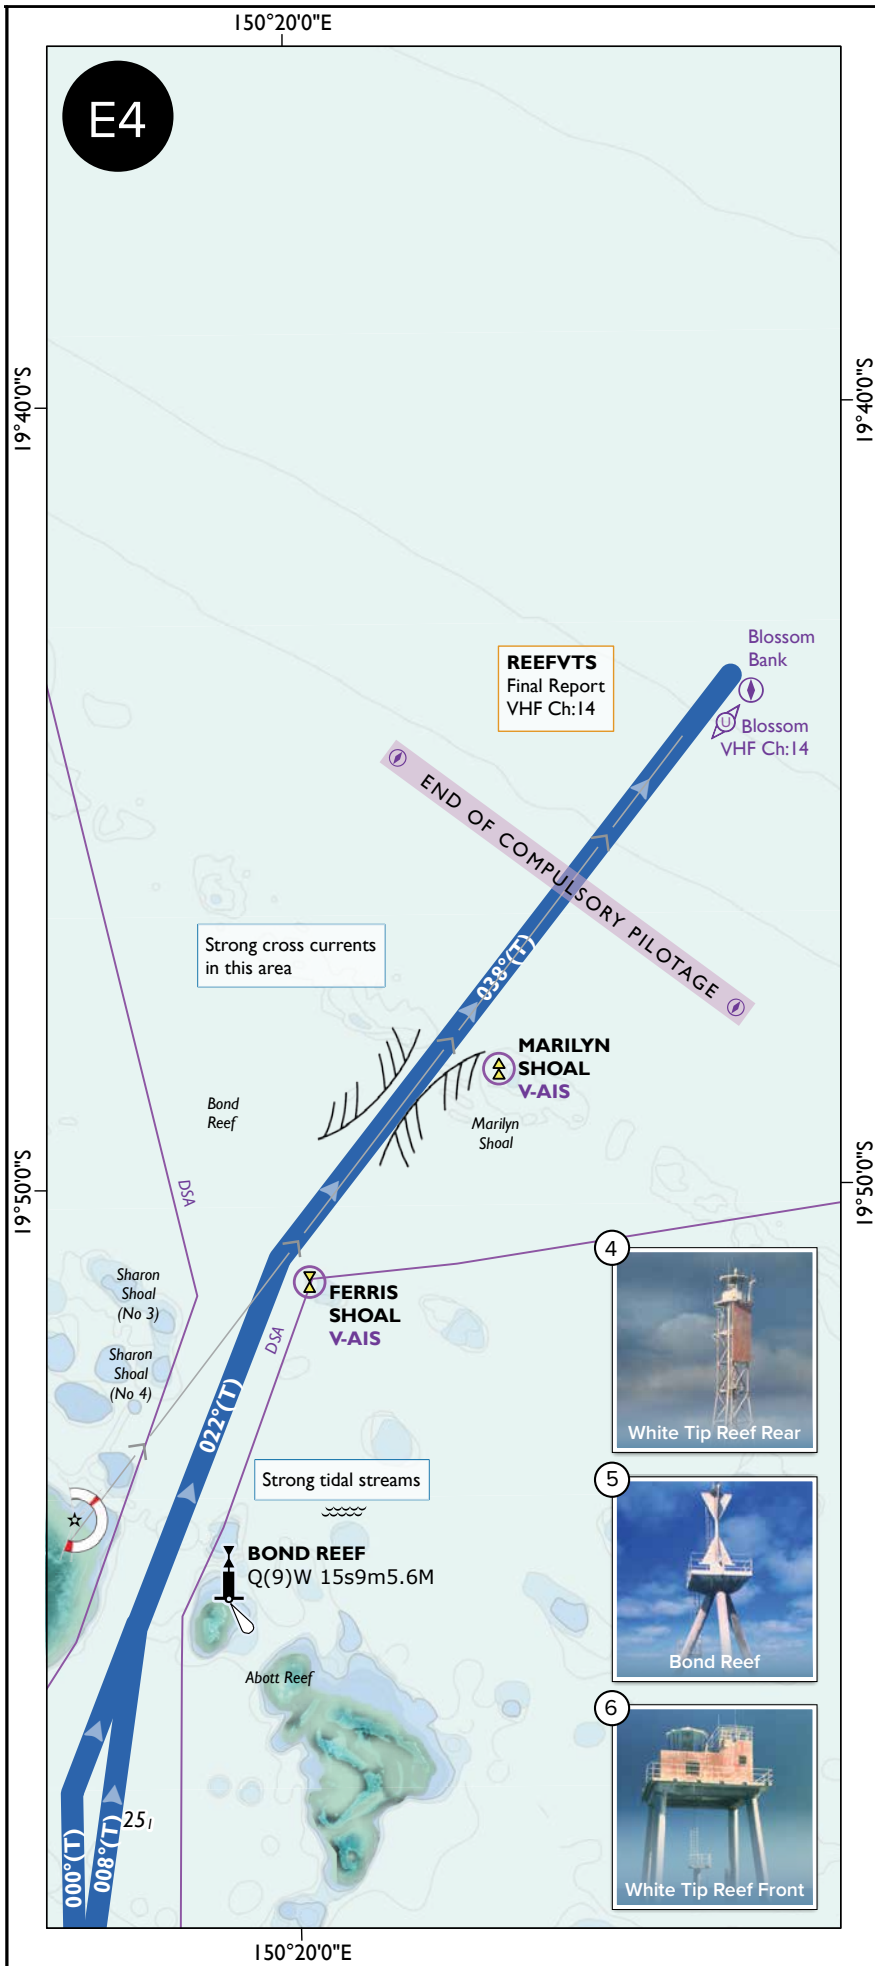 150°20'0"E
E4
19°40'0"S
19°40'0"S
Blossom
Bank
REEFVTS
Final Report
VHF Ch:14
U
Blossom
VHF Ch:14
END OF COMPULSORY PILOTAGE
Strong cross currents
in this area
038°(T)
MARILYN
SHOAL
V-AIS
Bond
Reef
Marilyn
Shoal
19°50'0"S
19°50'0"S
DSA
Sharon
Shoal
(No 3)
FERRIS
SHOAL
V-AIS
DSA
Sharon
Shoal
(No 4)
022°(T)
4
White Tip Reef Rear
Strong tidal streams
5
Bond Reef
BOND REEF
Q(9)W 15s9m5.6M
Abott Reef
6
White Tip Reef Front
25₁
000°(T)
008°(T)
150°20'0"E